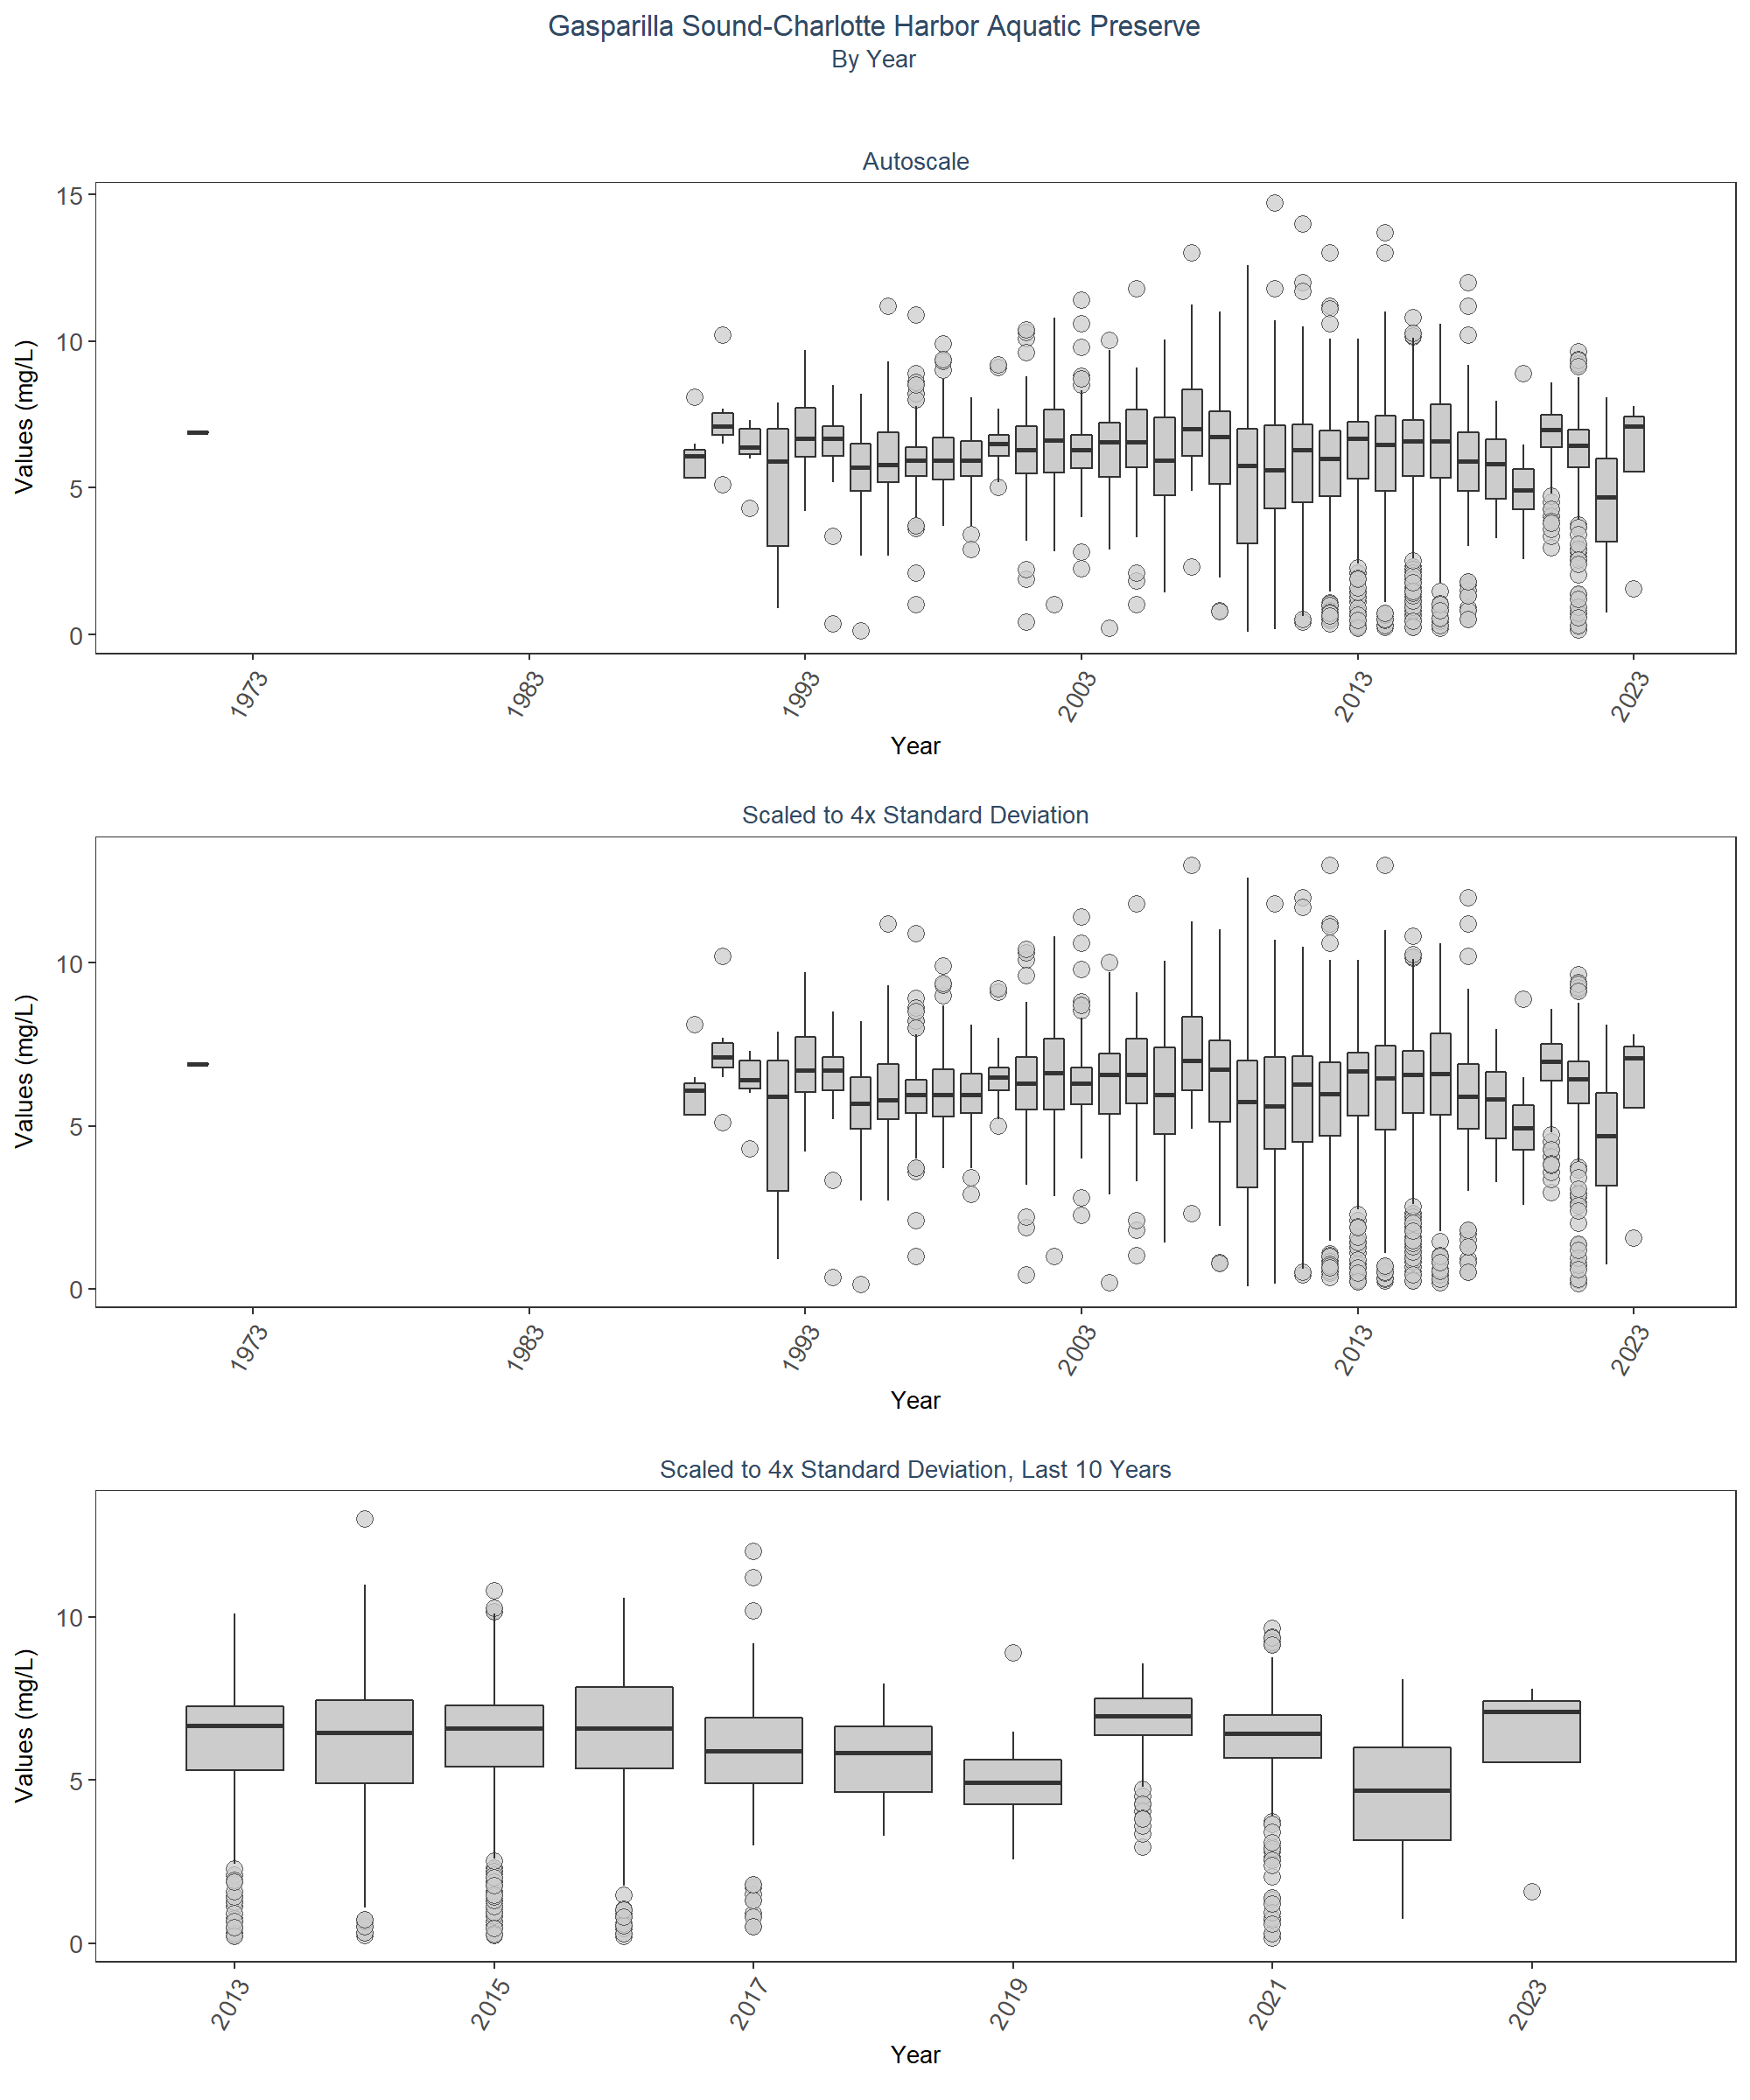 Gasparilla Sound-Charlotte Harbor Aquatic Preserve
By Year
Autoscale
Values (mg/L)
15
10
5
0
1973 1983 1993 2003 2013 2023
Year
Scaled to 4x Standard Deviation
Values (mg/L)
10
5
0
1973 1983 1993 2003 2013 2023
Year
Scaled to 4x Standard Deviation, Last 10 Years
Values (mg/L)
10
5
0
2013 2015 2017 2019 2021 2023
Year